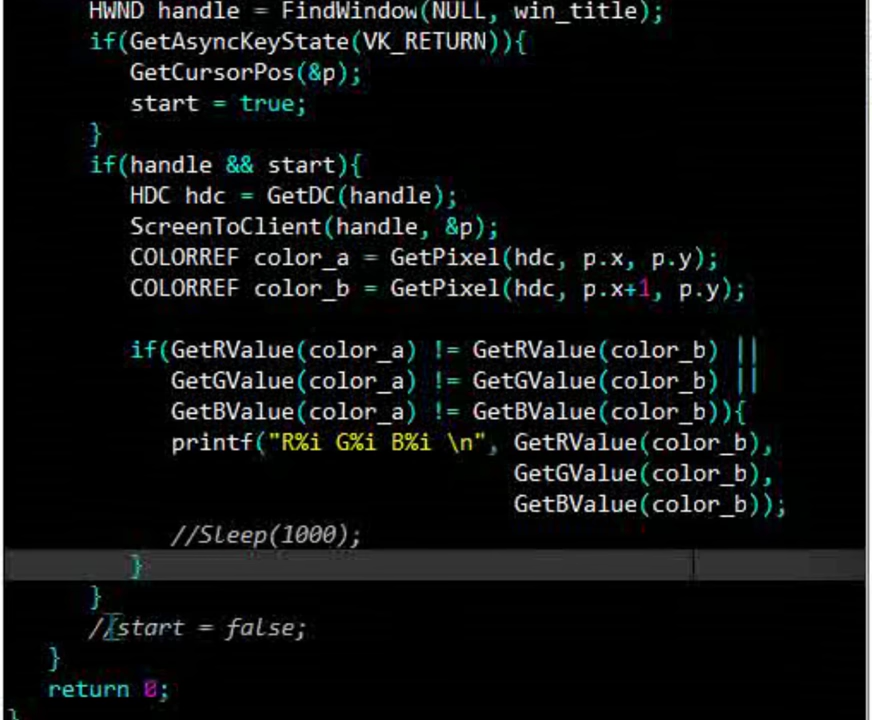 HWND handle = FindWindow(NULL, win_title);
if(GetAsyncKeyState(VK_RETURN)){
GetCursorPos(&p);
start = true;
}
if(handle && start){
HDC hdc = GetDC(handle);
ScreenToClient(handle, &p);
COLORREF color_a = GetPixel(hdc, p.x, p.y);
COLORREF color_b = GetPixel(hdc, p.x+1, p.y);
if(GetRValue(color_a) != GetRValue(color_b) ||
GetGValue(color_a) != GetGValue(color_b) ||
GetBValue(color_a) != GetBValue(color_b)){
printf("R%i G%i B%i \n", GetRValue(color_b),
GetGValue(color_b),
GetBValue(color_b));
//Sleep(1000);
}
}
//start = false;
}
return 0;
}